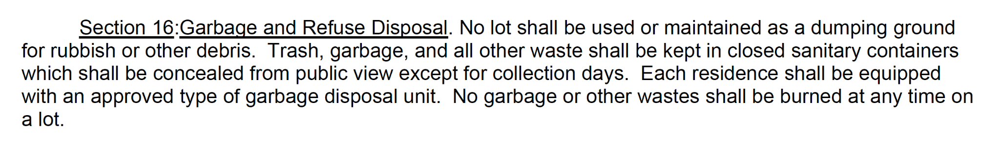 Section 16:Garbage and Refuse Disposal. No lot shall be used or maintained as a dumping ground
for rubbish or other debris.  Trash, garbage, and all other waste shall be kept in closed sanitary containers
which shall be concealed from public view except for collection days.  Each residence shall be equipped
with an approved type of garbage disposal unit.  No garbage or other wastes shall be burned at any time on
a lot.